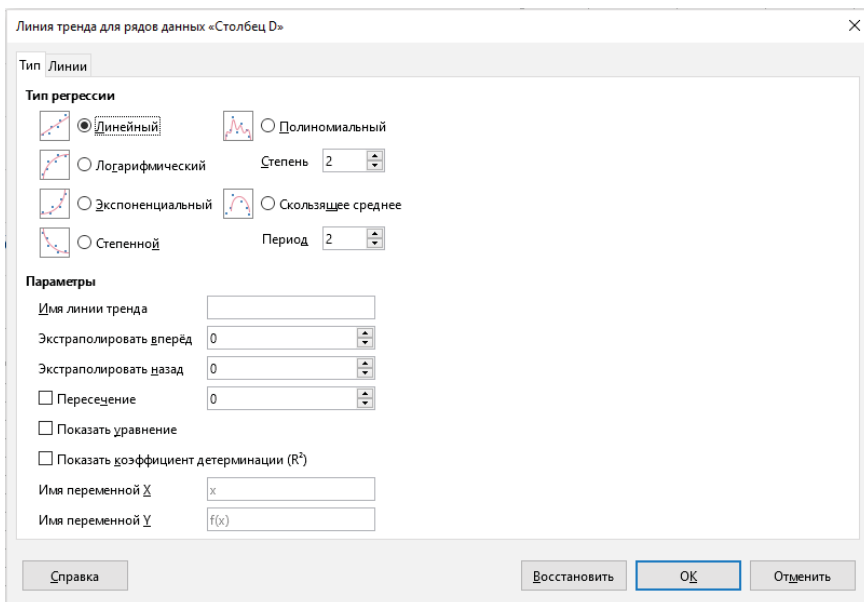 Линия тренда для рядов данных «Столбец D»
Тип Линии
Тип регрессии
Линейный Полиномиальный
Логарифмический Степень 2
Экспоненциальный Скользящее среднее
Степенной Период 2
Параметры
Имя линии тренда
Экстраполировать вперёд 0
Экстраполировать назад 0
Пересечение 0
Показать уравнение
Показать коэффициент детерминации (R²)
Имя переменной X x
Имя переменной Y f(x)
Справка Восстановить OK Отменить